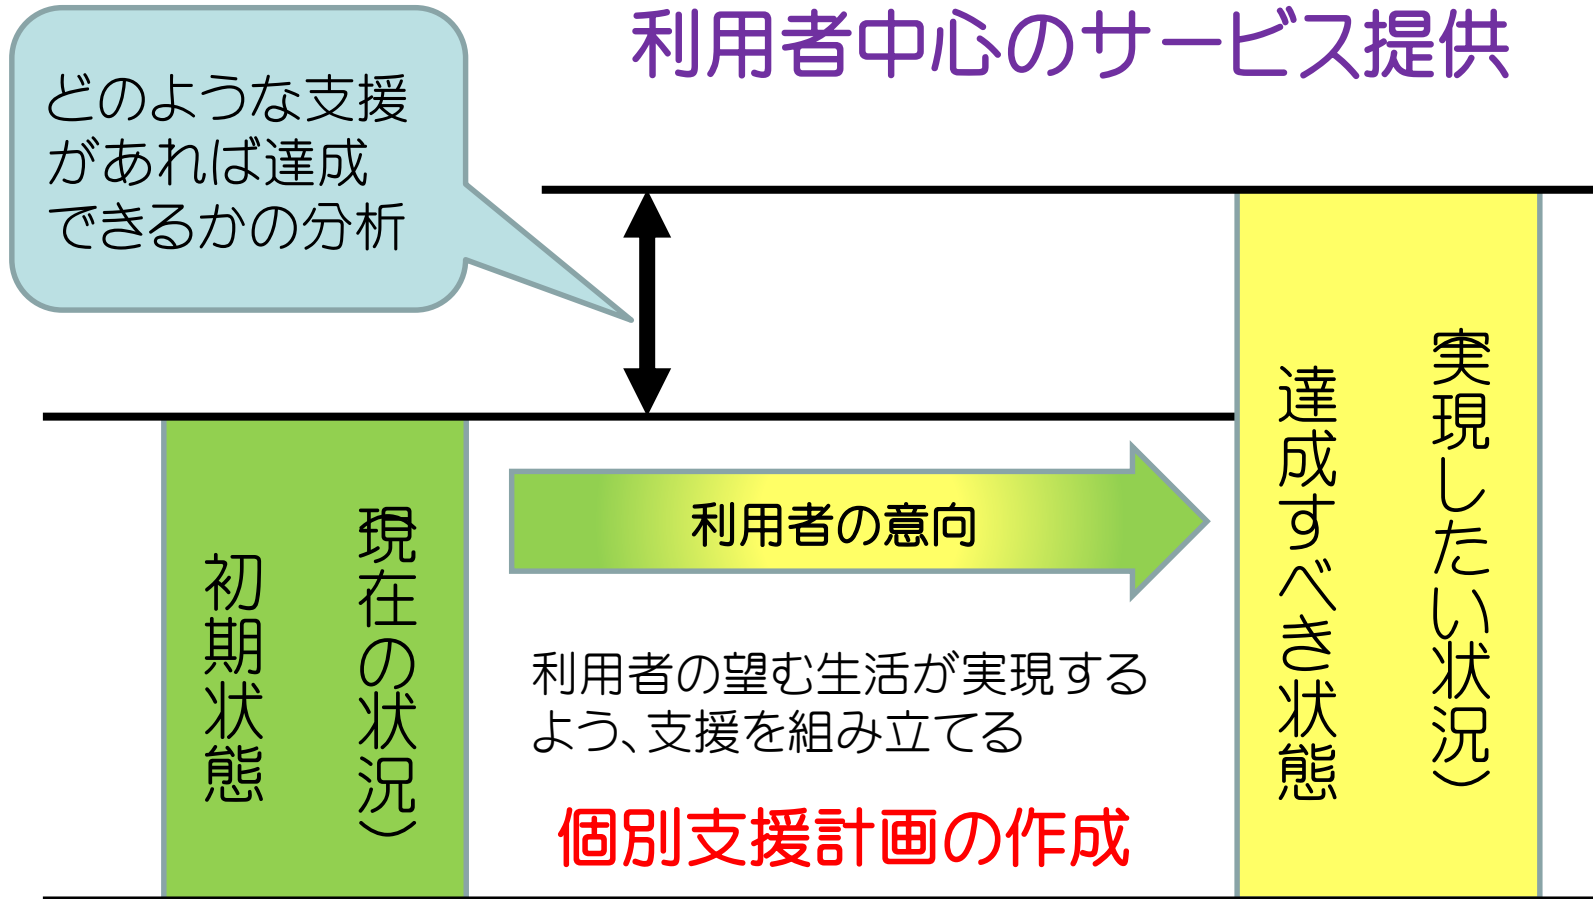 利用者中心のサービス提供
どのような支援
があれば達成
できるかの分析
初期状態
(現在の状況)
利用者の意向
利用者の望む生活が実現する
よう、支援を組み立てる
個別支援計画の作成
達成すべき状態
(実現したい状況)